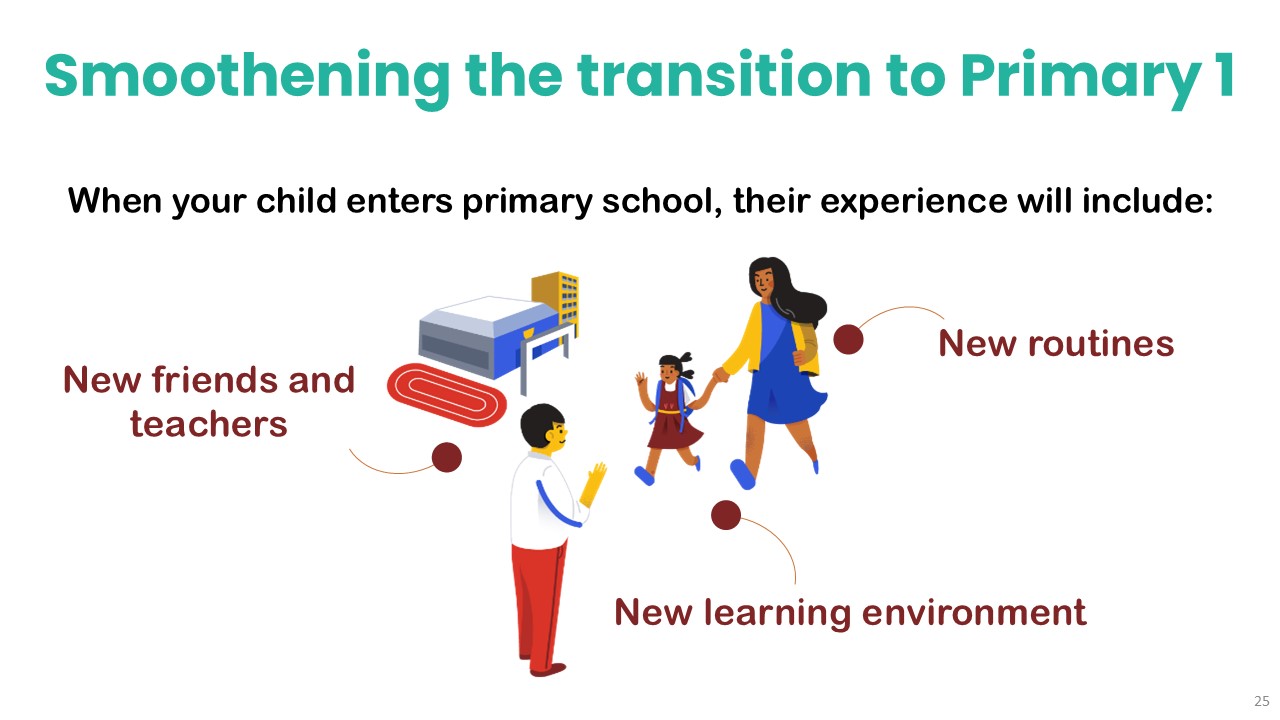 Smoothening the transition to Primary 1
When your child enters primary school, their experience will include:
New friends and
teachers
New routines
New learning environment
25